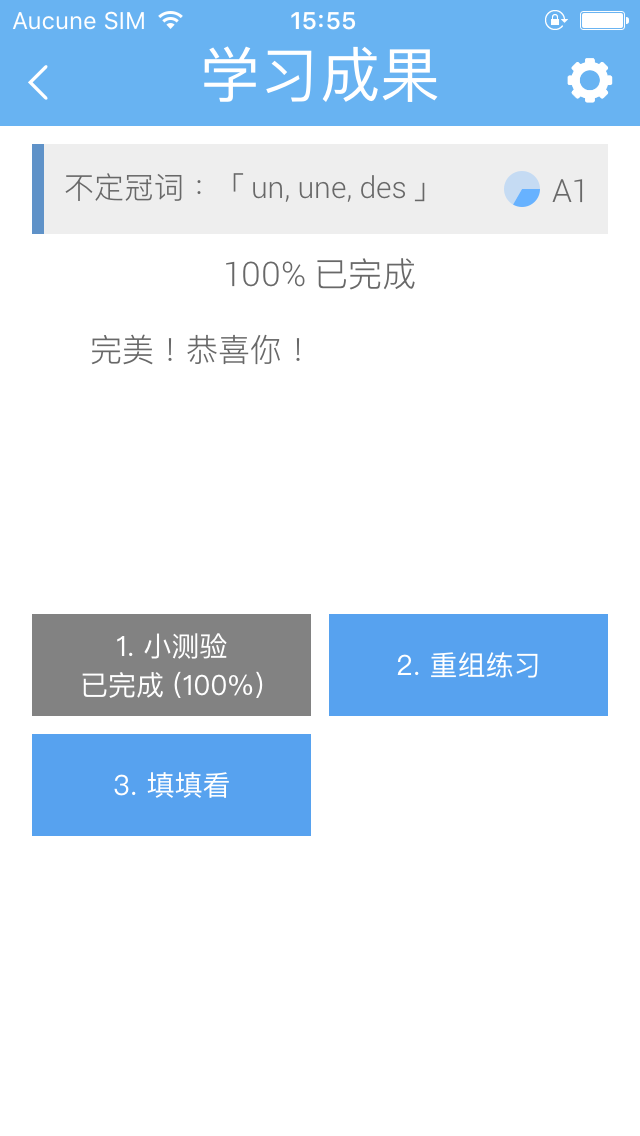 Aucune SIM 15:55
学习成果
不定冠词：「 un, une, des 」 A1
100% 已完成
完美！恭喜你！
1. 小测验
已完成 (100%)
2. 重组练习
3. 填填看